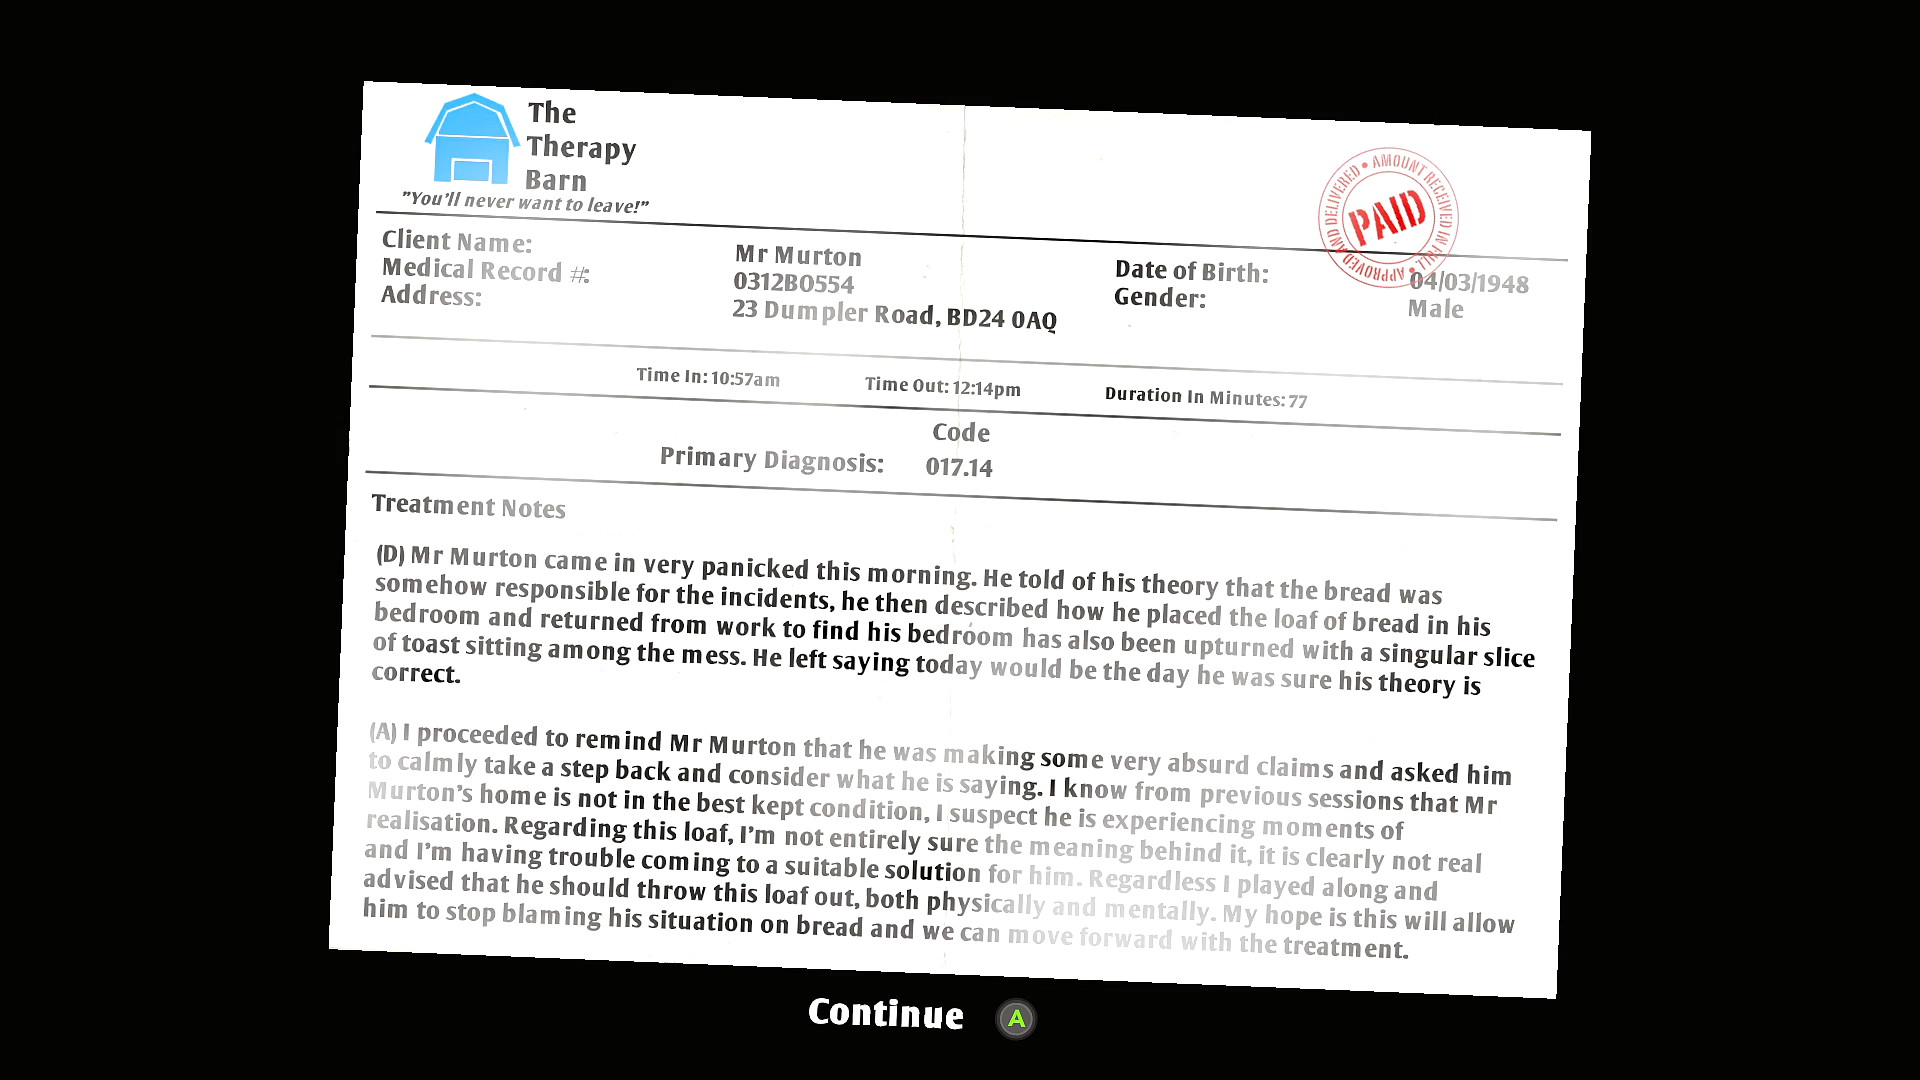 The
Therapy
Barn
"You'll never want to leave!"
AMOUNT RECEIVED IN FULL • APPROVED AND DELIVERED •
PAID
Client Name: Mr Murton Date of Birth: 04/03/1948
Medical Record #: 0312B0554 Gender: Male
Address: 23 Dumpler Road, BD24 0AQ
Time In: 10:57am Time Out: 12:14pm Duration In Minutes: 77
Code
Primary Diagnosis: 017.14
Treatment Notes
(D) Mr Murton came in very panicked this morning. He told of his theory that the bread was
somehow responsible for the incidents, he then described how he placed the loaf of bread in his
bedroom and returned from work to find his bedroom has also been upturned with a singular slice
of toast sitting among the mess. He left saying today would be the day he was sure his theory is
correct.
(A) I proceeded to remind Mr Murton that he was making some very absurd claims and asked him
to calmly take a step back and consider what he is saying. I know from previous sessions that Mr
Murton's home is not in the best kept condition, I suspect he is experiencing moments of
realisation. Regarding this loaf, I'm not entirely sure the meaning behind it, it is clearly not real
and I'm having trouble coming to a suitable solution for him. Regardless I played along and
advised that he should throw this loaf out, both physically and mentally. My hope is this will allow
him to stop blaming his situation on bread and we can move forward with the treatment.
Continue A